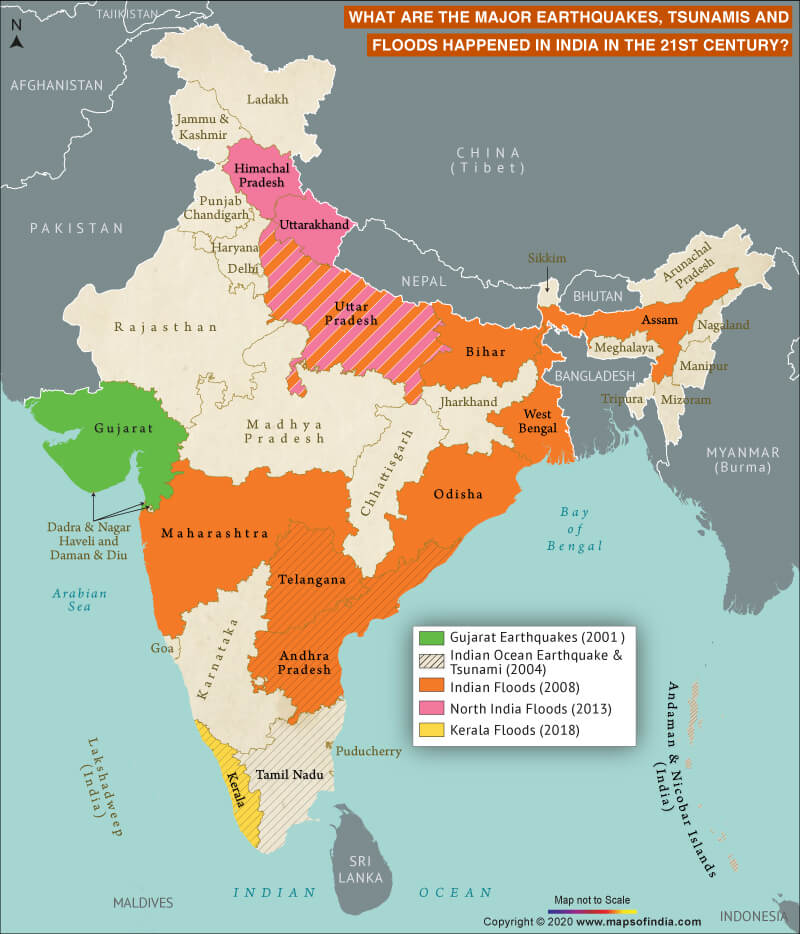 WHAT ARE THE MAJOR EARTHQUAKES, TSUNAMIS AND
FLOODS HAPPENED IN INDIA IN THE 21ST CENTURY?
N
TAJIKISTAN
AFGHANISTAN
Ladakh
Jammu &
Kashmir
CHINA
(Tibet)
Himachal
Pradesh
Punjab
Chandigarh
PAKISTAN
Uttarakhand
Haryana
Delhi
NEPAL
Sikkim
BHUTAN
Arunachal
Pradesh
Rajasthan
Uttar
Pradesh
Bihar
Assam
Nagaland
Meghalaya
Manipur
BANGLADESH
Tripura
Mizoram
Gujarat
Madhya
Pradesh
Jharkhand
West
Bengal
Chhattisgarh
MYANMAR
(Burma)
Odisha
Dadra & Nagar
Haveli and
Daman & Diu
Maharashtra
Bay
of
Bengal
Arabian
Sea
Telangana
Goa
Karnataka
Andhra
Pradesh
Gujarat Earthquakes (2001 )
Indian Ocean Earthquake &
Tsunami (2004)
Indian Floods (2008)
North India Floods (2013)
Kerala Floods (2018)
Puducherry
Tamil Nadu
Kerala
Lakshadweep
(India)
Andaman & Nicobar Islands
(India)
SRI
LANKA
MALDIVES
INDIAN OCEAN
Map not to Scale
Copyright © 2020 www.mapsofindia.com
INDONESIA